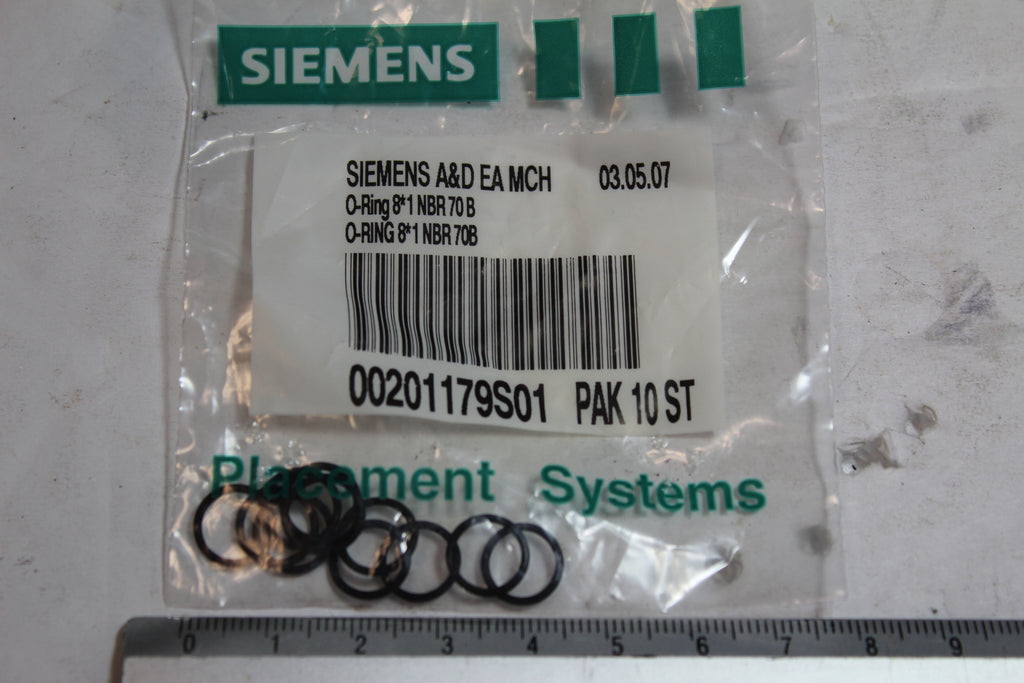 SIEMENS
SIEMENS A&D EA MCH 03.05.07
O-Ring 8*1 NBR 70 B
O-RING 8*1 NBR 70B
00201179S01 PAK 10 ST
Placement Systems
0 1 2 3 4 5 6 7 8 9